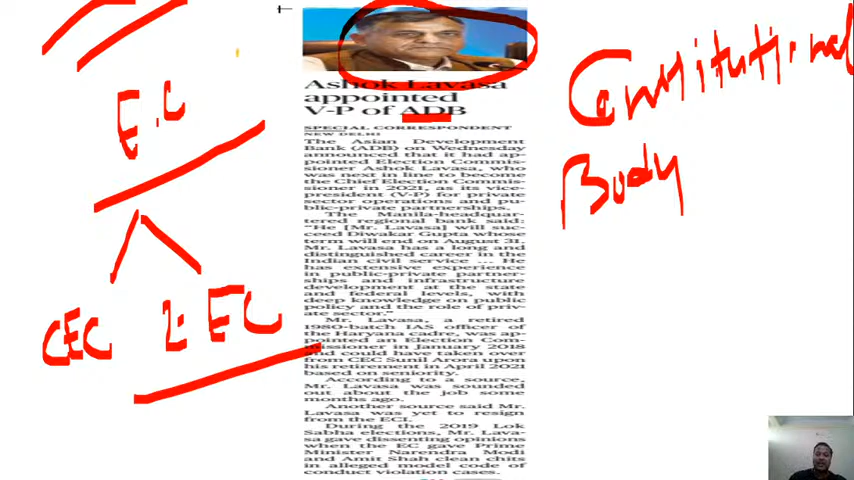 Ashok Lavasa
appointed
V-P of ADB
SPECIAL CORRESPONDENT
NEW DELHI
The Asian Development
Bank (ADB) on Wednesday
announced that it had ap-
pointed Election Commis-
sioner Ashok Lavasa, who
was next in line to become
the Chief Election Commis-
sioner in 2021, as its vice-
president (V-P) for private
sector operations and pu-
blic-private partnerships.
The Manila-headquar-
tered regional bank said:
"He [Mr. Lavasa] will suc-
ceed Diwakar Gupta whose
term will end on August 31.
Mr. Lavasa has a long and
distinguished career in the
Indian civil service ... He
has extensive experience
in public-private partner-
ships and infrastructure
development at the state
and federal levels, with
deep knowledge on public
policy and the role of priv-
ate sector."
Mr. Lavasa, a retired
1980-batch IAS officer of
the Haryana cadre, was ap-
pointed an Election Com-
missioner in January 2018
and could have taken over
from CEC Sunil Arora upon
his retirement in April 2021
based on seniority.
According to a source,
Mr. Lavasa was sounded
out about the job some
months ago.
Another source said Mr.
Lavasa was yet to resign
from the ECI.
During the 2019 Lok
Sabha elections, Mr. Lava-
sa gave dissenting opinions
when the EC gave Prime
Minister Narendra Modi
and Amit Shah clean chits
in alleged model code of
conduct violation cases.
E.C
CEC 2: EC
Constitutional
Body